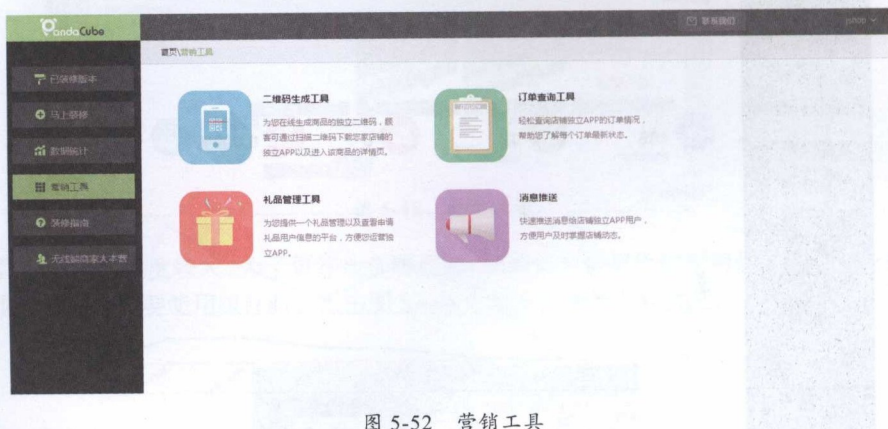 PandaCube
联系我们
jshop
首页\营销工具
已装修版本
马上装修
数据统计
营销工具
装修指南
无线端商家大本营
二维码生成工具
为您在线生成商品的独立二维码，顾
客可通过扫描二维码下载您家店铺的
独立APP以及进入该商品的详情页。
订单查询工具
轻松查询店铺独立APP的订单情况，
帮助您了解每个订单最新状态。
礼品管理工具
为您提供一个礼品管理以及查看申请
礼品用户信息的平台，方便您运营独
立APP。
消息推送
快速推送消息给店铺独立APP用户，
方便用户及时掌握店铺动态。
图 5-52 营销工具